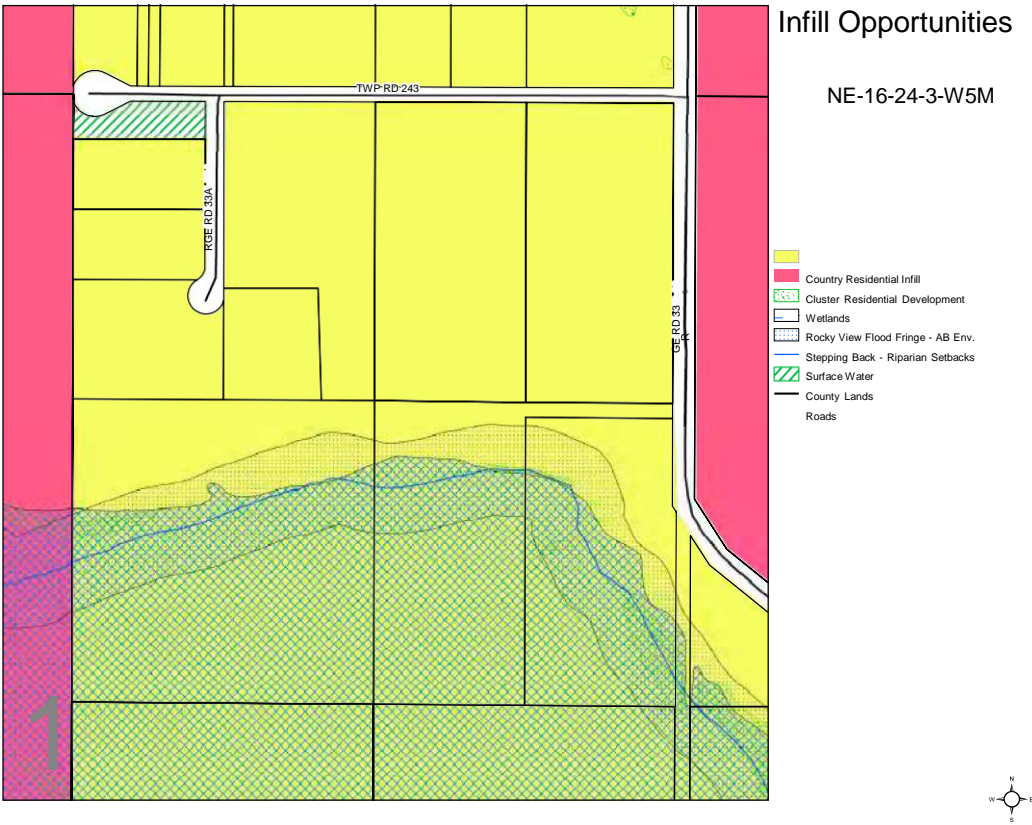 Infill Opportunities
NE-16-24-3-W5M
TWP RD 243
RGE RD 33A
GE RD 33
R
Country Residential Infill
Cluster Residential Development
Wetlands
Rocky View Flood Fringe - AB Env.
Stepping Back - Riparian Setbacks
Surface Water
County Lands
Roads
1
N
W E
S